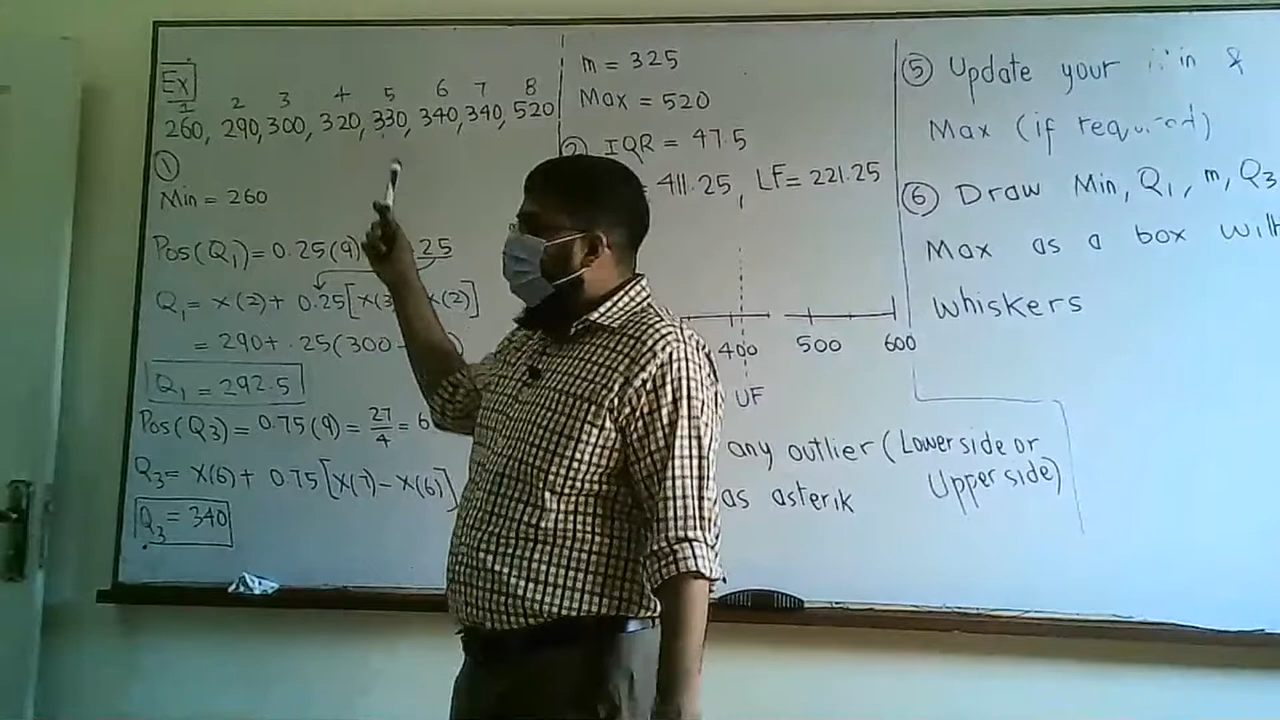 Ex
1 2 3 4 5 6 7 8
260, 290, 300, 320, 330, 340, 340, 520
①
Min = 260
Pos(Q₁) = 0.25(9) 25
Q₁ = x(2) + 0.25[x(3 x(2)]
= 290 + .25(300 -
Q₁ = 292.5
Pos(Q₃) = 0.75(9) = 27/4 = 6
Q₃ = x(6) + 0.75[x(7) - x(6)]
Q₃ = 340
m = 325
Max = 520
② IQR = 47.5
= 411.25, LF = 221.25
400 500 600
UF
any outlier (Lower side or
Upper side)
as asterik
⑤ Update your &
Max (if required)
⑥ Draw Min, Q₁, m, Q₃
Max as a box with
whiskers